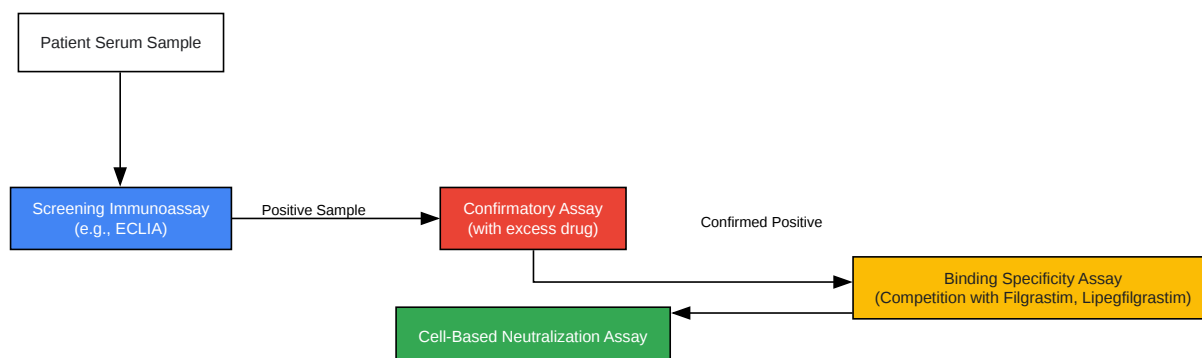 Patient Serum Sample
Screening Immunoassay
(e.g., ECLIA)
Positive Sample
Confirmatory Assay
(with excess drug)
Confirmed Positive
Binding Specificity Assay
(Competition with Filgrastim, Lipegfilgrastim)
Cell-Based Neutralization Assay